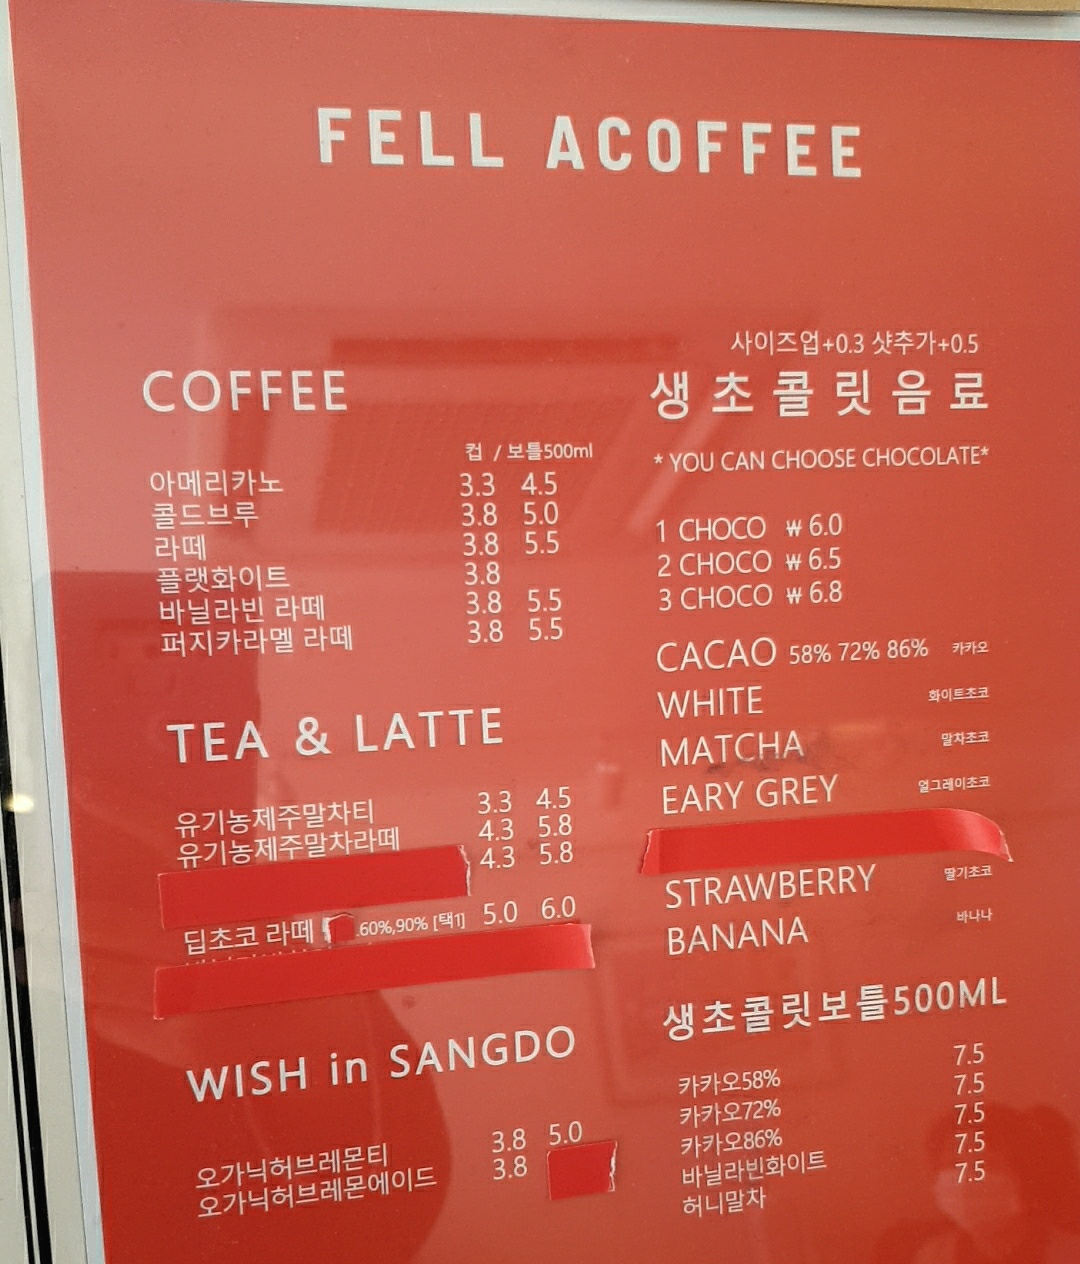 FELL ACOFFEE
COFFEE
컵 / 보틀500ml
아메리카노 3.3 4.5
콜드브루 3.8 5.0
라떼 3.8 5.5
플랫화이트 3.8
바닐라빈 라떼 3.8 5.5
퍼지카라멜 라떼 3.8 5.5
TEA & LATTE
유기농제주말차티 3.3 4.5
유기농제주말차라떼 4.3 5.8
4.3 5.8
딥초코 라떼 .60%,90% [택1] 5.0 6.0
WISH in SANGDO
오가닉허브레몬티 3.8 5.0
오가닉허브레몬에이드 3.8
사이즈업+0.3 샷추가+0.5
생초콜릿음료
* YOU CAN CHOOSE CHOCOLATE*
1 CHOCO ₩ 6.0
2 CHOCO ₩ 6.5
3 CHOCO ₩ 6.8
CACAO 58% 72% 86% 카카오
WHITE 화이트초코
MATCHA 말차초코
EARY GREY 얼그레이초코
STRAWBERRY 딸기초코
BANANA 바나나
생초콜릿보틀500ML
카카오58% 7.5
카카오72% 7.5
카카오86% 7.5
바닐라빈화이트 7.5
허니말차 7.5